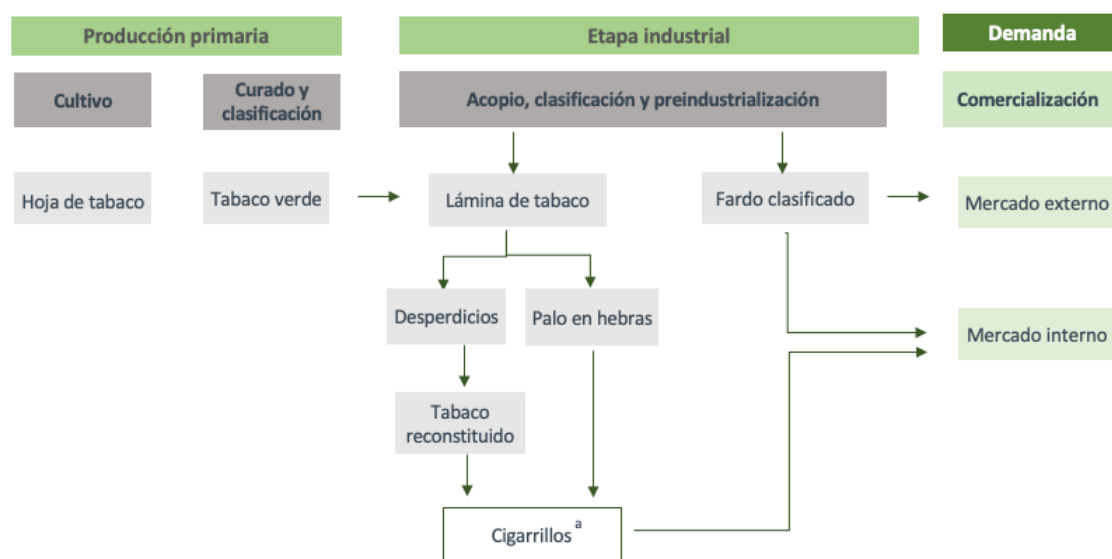 Producción primaria
Etapa industrial
Demanda
Cultivo
Curado y
clasificación
Acopio, clasificación y preindustrialización
Comercialización
Hoja de tabaco
Tabaco verde
Lámina de tabaco
Fardo clasificado
Mercado externo
Desperdicios
Palo en hebras
Mercado interno
Tabaco
reconstituido
Cigarrillos a